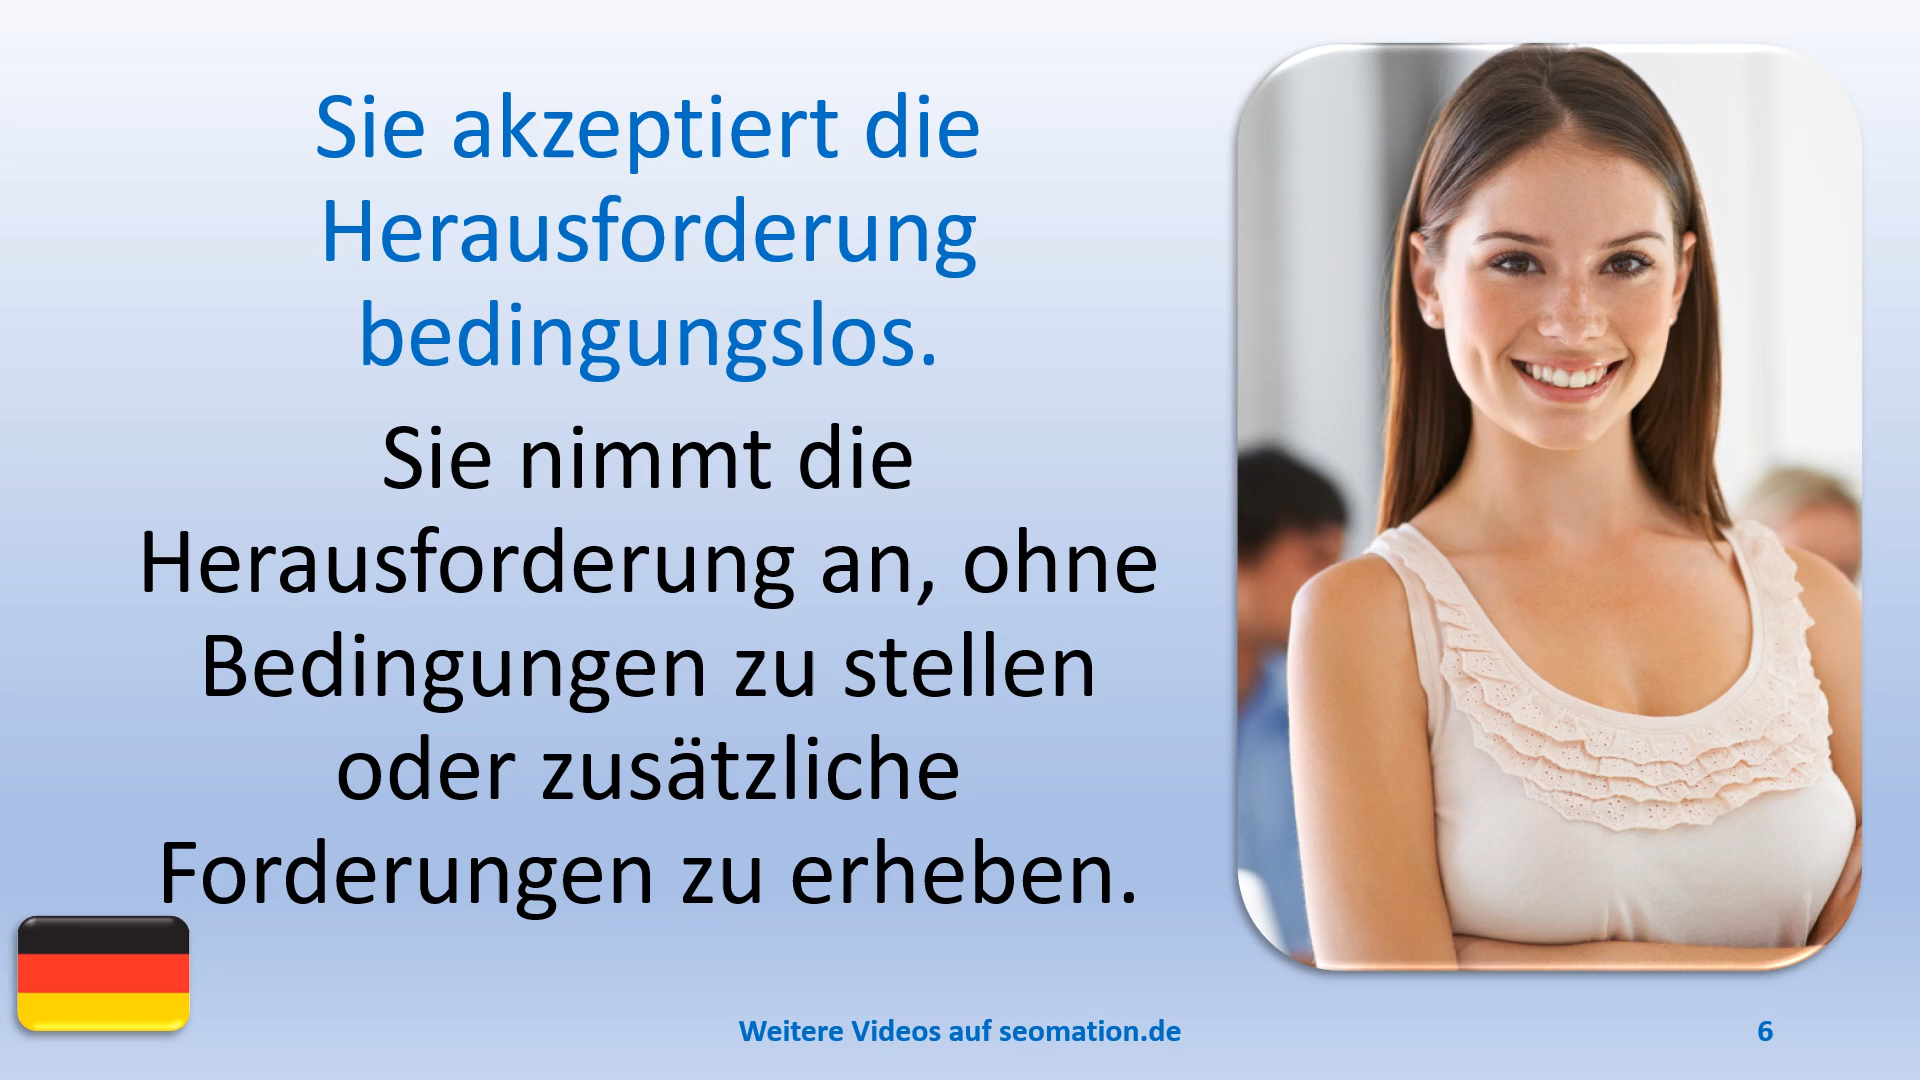 Sie akzeptiert die
Herausforderung
bedingungslos.
Sie nimmt die
Herausforderung an, ohne
Bedingungen zu stellen
oder zusätzliche
Forderungen zu erheben.
Weitere Videos auf seomation.de
6